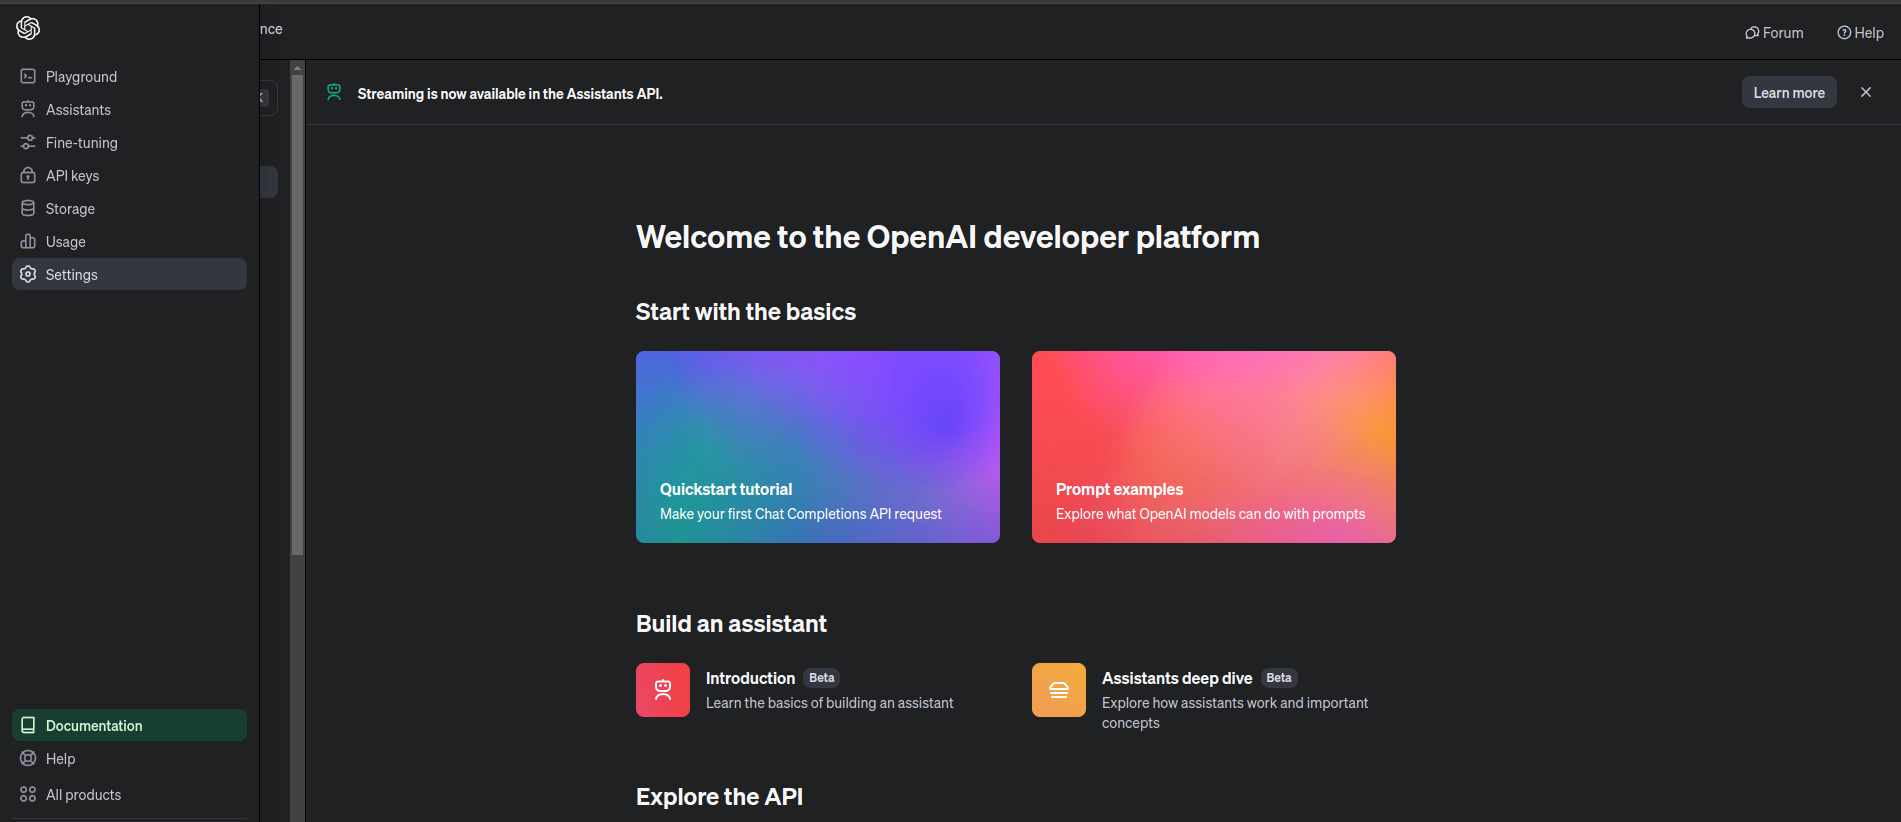 Playground
Assistants
Fine-tuning
API keys
Storage
Usage
Settings
Documentation
Help
All products
nce
Forum
Help
Streaming is now available in the Assistants API.
Learn more
Welcome to the OpenAI developer platform
Start with the basics
Quickstart tutorial
Make your first Chat Completions API request
Prompt examples
Explore what OpenAI models can do with prompts
Build an assistant
Introduction Beta
Learn the basics of building an assistant
Assistants deep dive Beta
Explore how assistants work and important
concepts
Explore the API